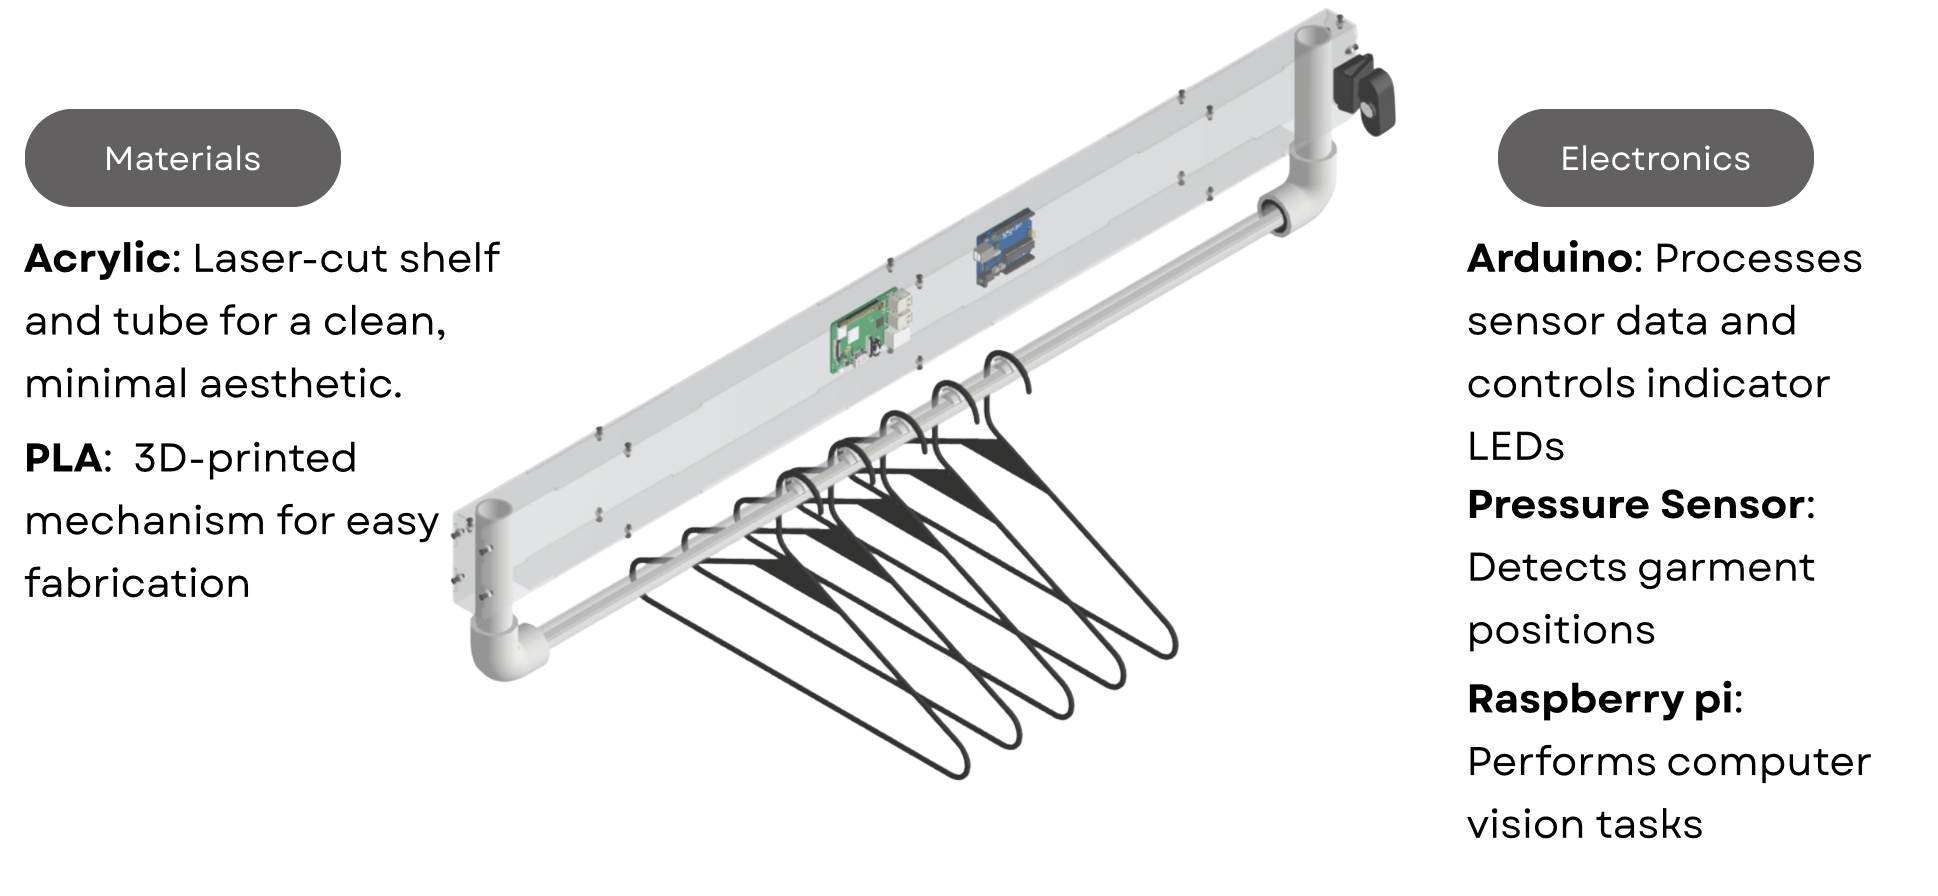 Materials
Acrylic: Laser-cut shelf
and tube for a clean,
minimal aesthetic.
PLA:  3D-printed
mechanism for easy
fabrication
Electronics
Arduino: Processes
sensor data and
controls indicator
LEDs
Pressure Sensor:
Detects garment
positions
Raspberry pi:
Performs computer
vision tasks